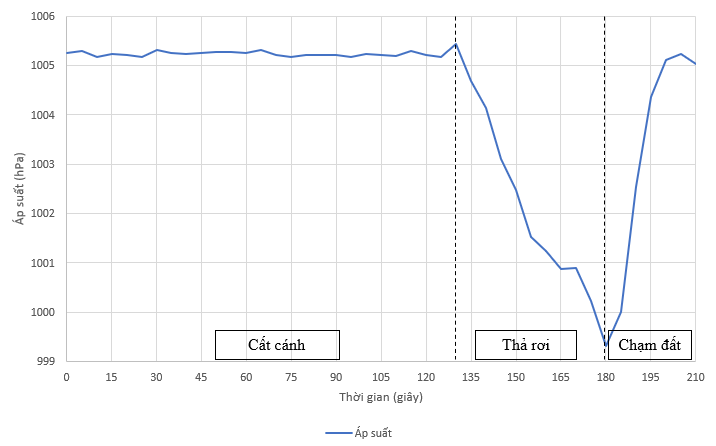 1006
1005
1004
1003
1002
1001
1000
999
Áp suất (hPa)
Cất cánh
Thả rơi
Chạm đất
0 15 30 45 60 75 90 105 120 135 150 165 180 195 210
Thời gian (giây)
Áp suất